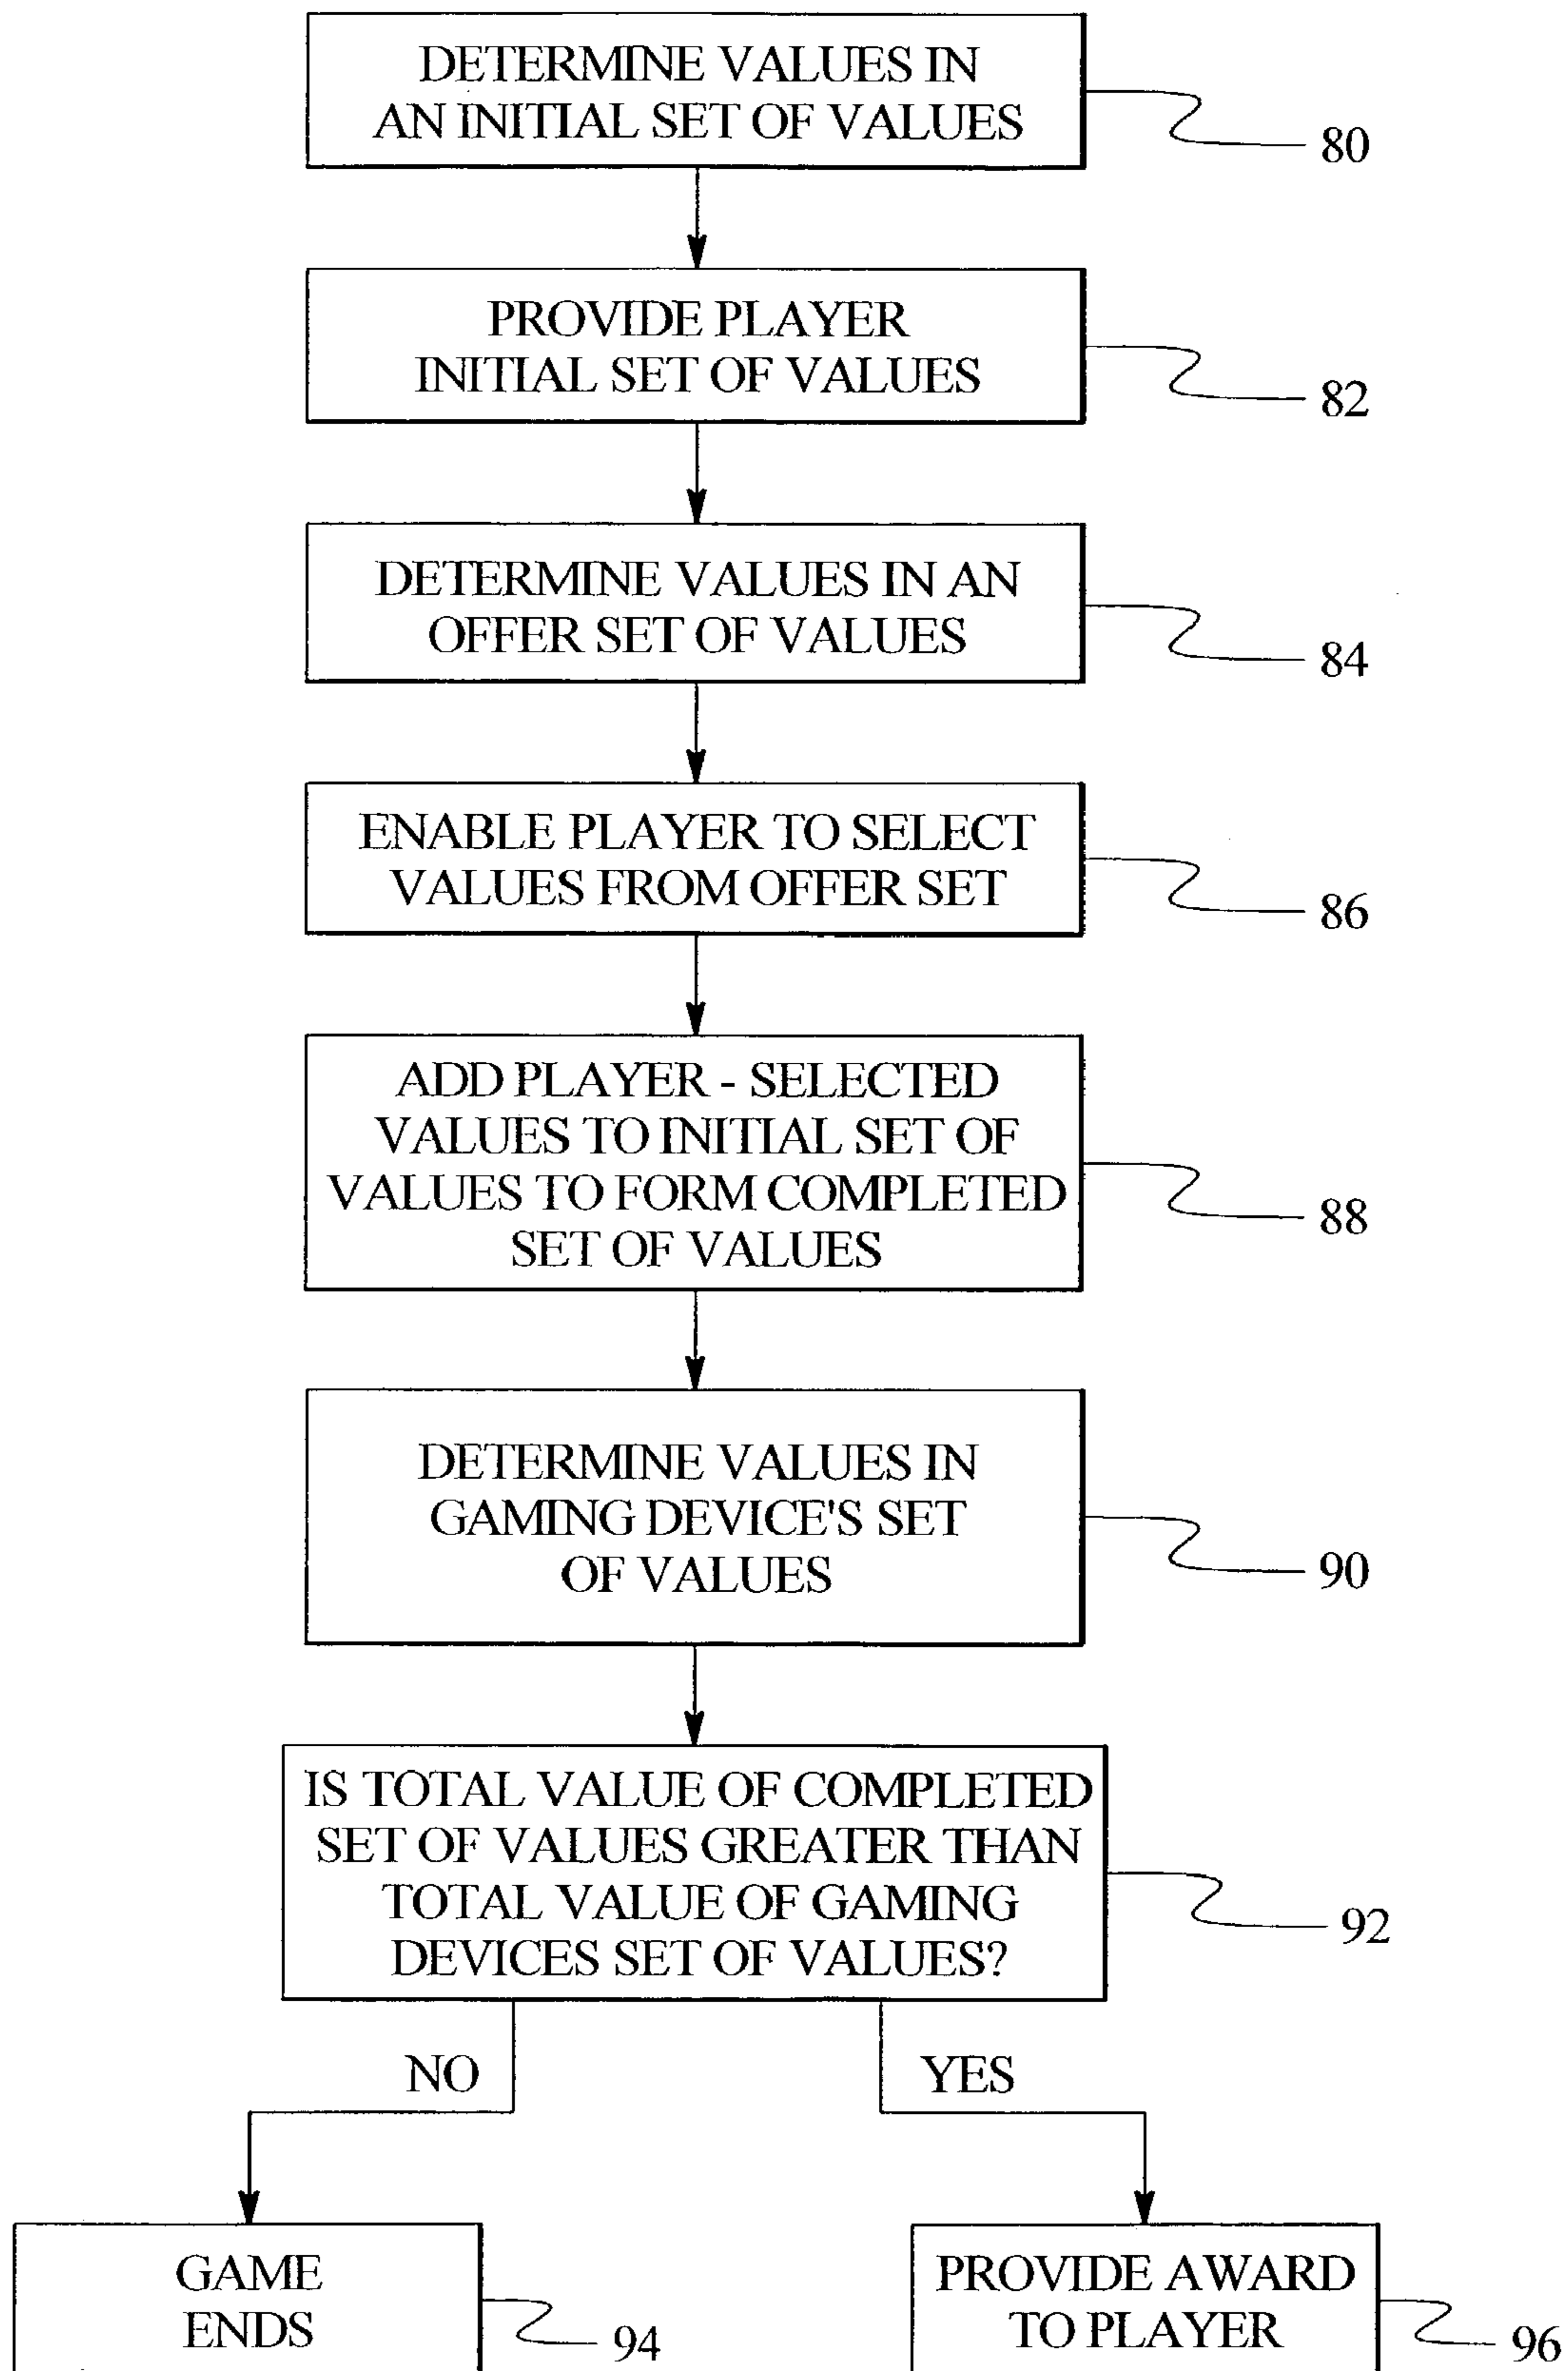 DETERMINE VALUES IN
AN INITIAL SET OF VALUES
80
PROVIDE PLAYER
INITIAL SET OF VALUES
82
DETERMINE VALUES IN AN
OFFER SET OF VALUES
84
ENABLE PLAYER TO SELECT
VALUES FROM OFFER SET
86
ADD PLAYER - SELECTED
VALUES TO INITIAL SET OF
VALUES TO FORM COMPLETED
SET OF VALUES
88
DETERMINE VALUES IN
GAMING DEVICE'S SET
OF VALUES
90
IS TOTAL VALUE OF COMPLETED
SET OF VALUES GREATER THAN
TOTAL VALUE OF GAMING
DEVICES SET OF VALUES?
92
NO
YES
GAME
ENDS
94
PROVIDE AWARD
TO PLAYER
96